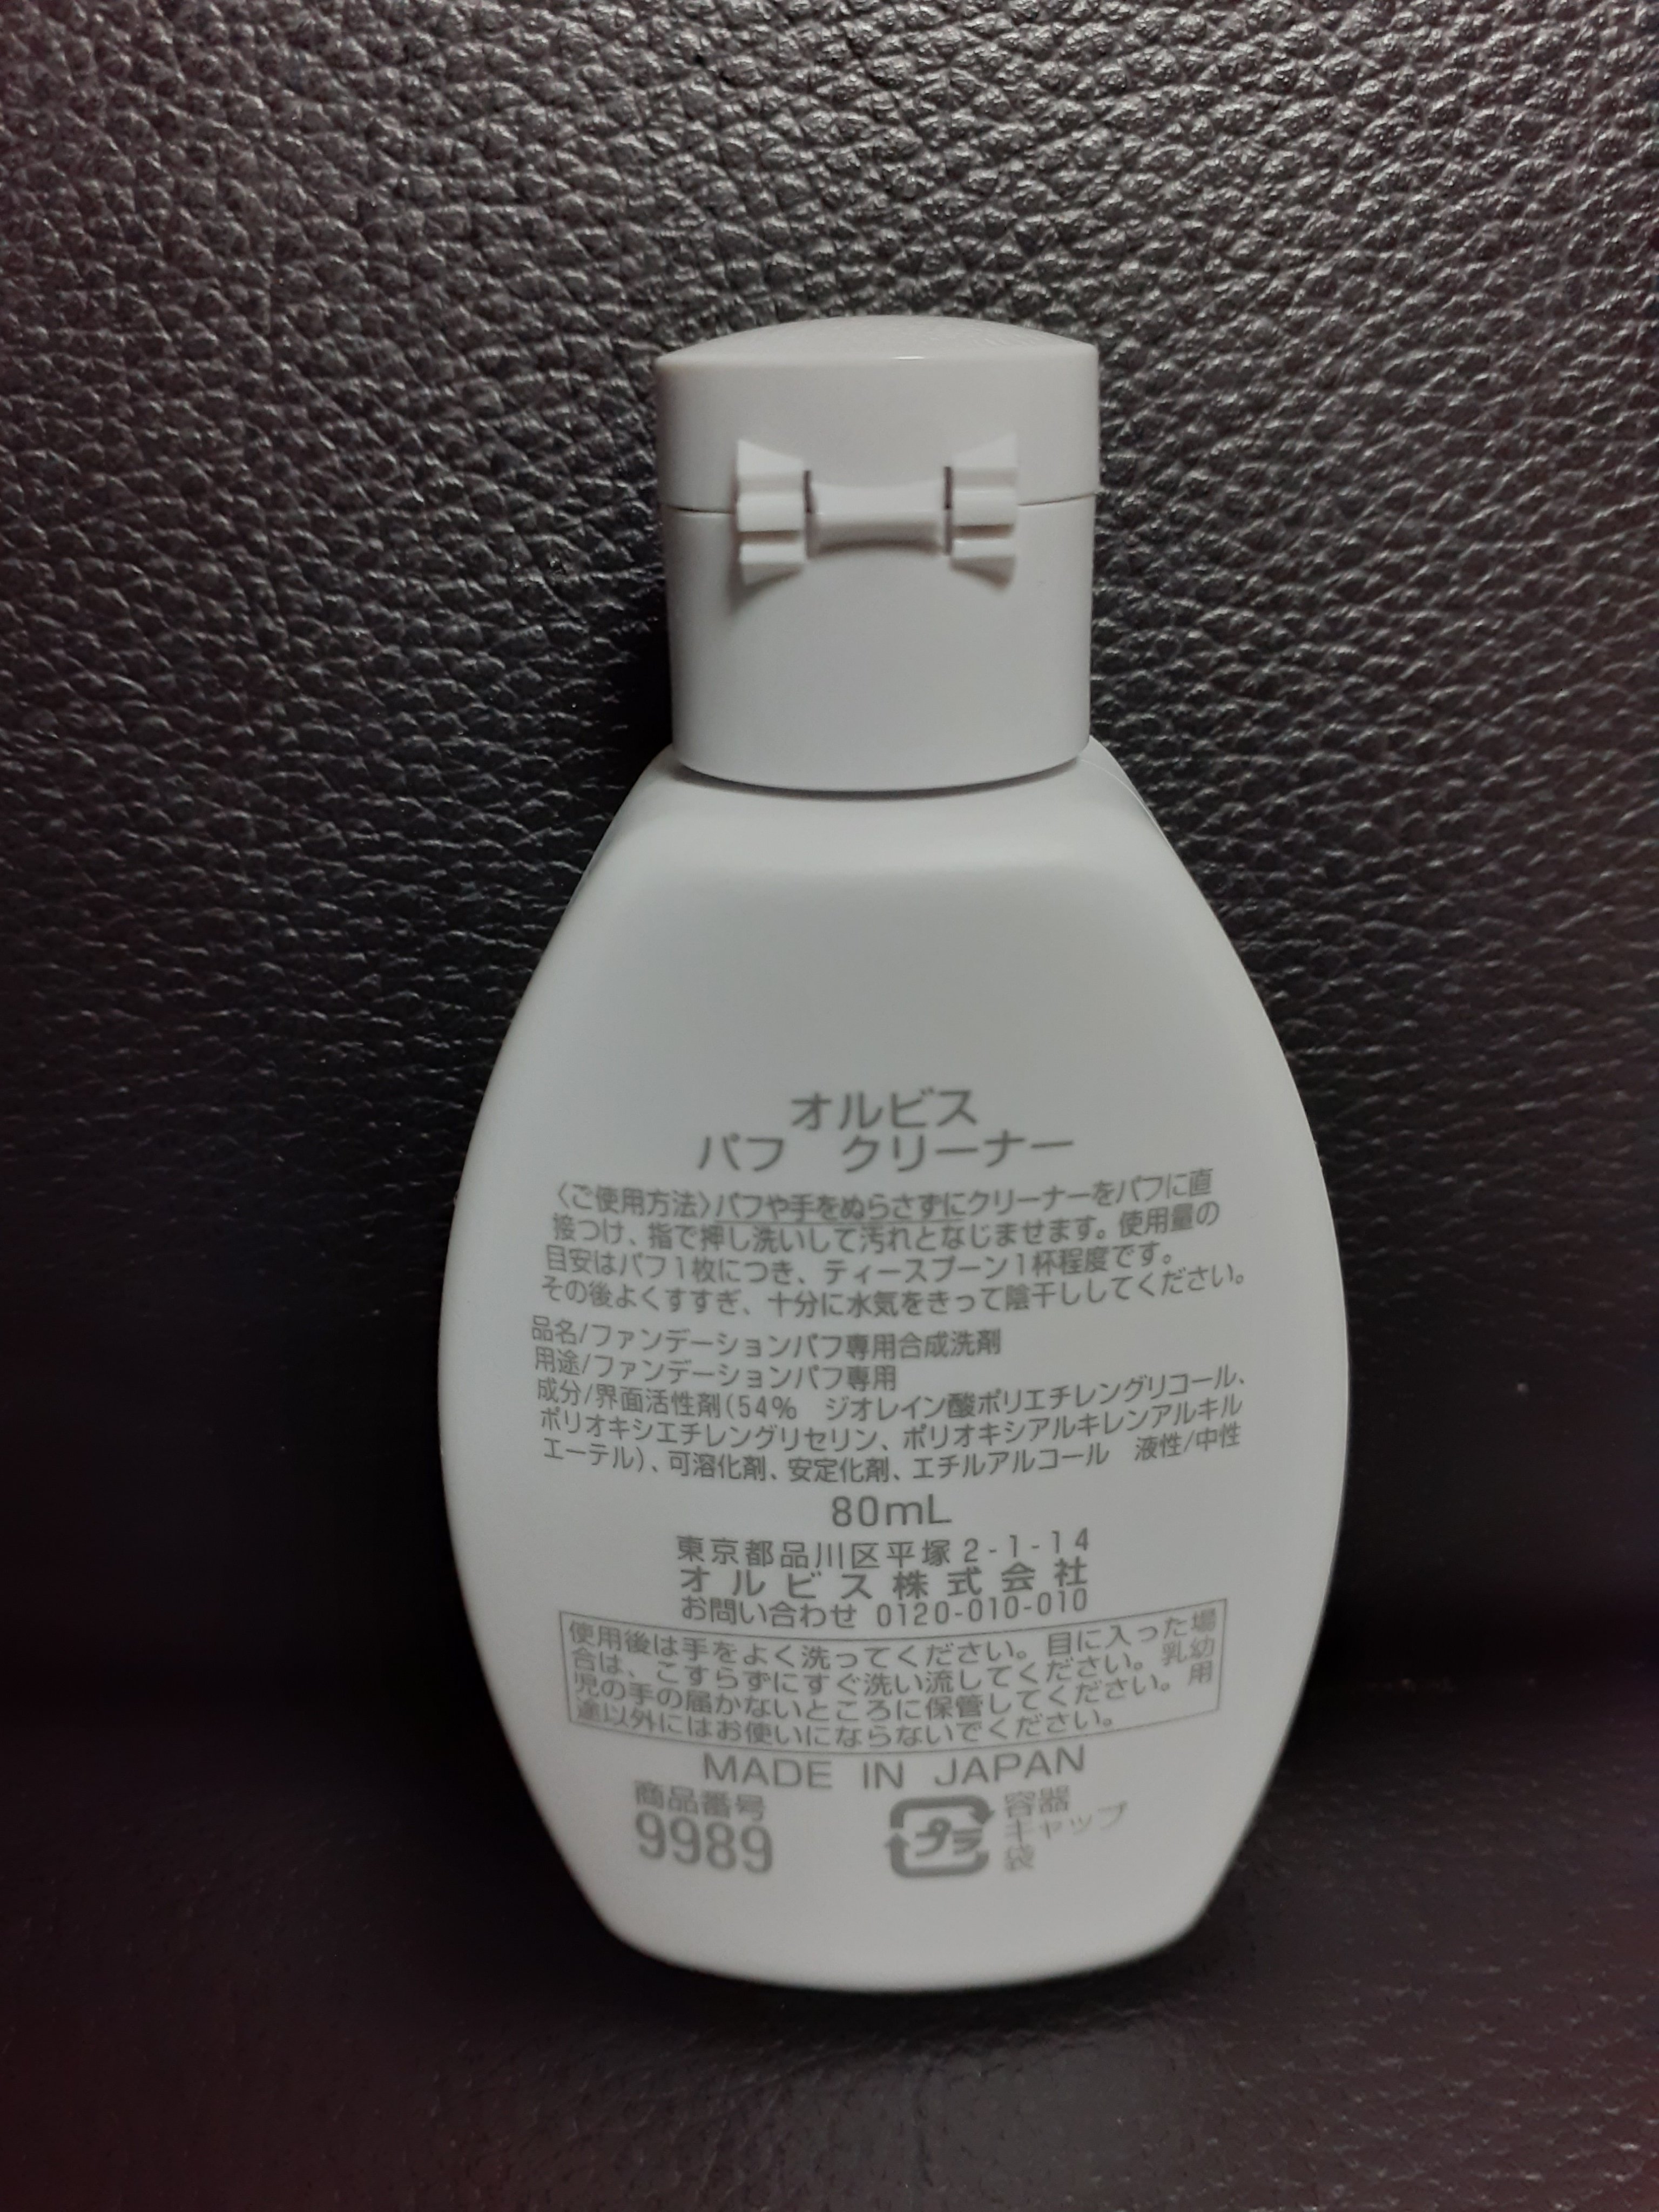 オルビス
パフ　クリーナー
〈ご使用方法〉パフや手をぬらさずにクリーナーをパフに直
接つけ、指で押し洗いして汚れとなじませます。使用量の
目安はパフ1枚につき、ティースプーン1杯程度です。
その後よくすすぎ、十分に水気をきって陰干ししてください。
品名/ファンデーションパフ専用合成洗剤
用途/ファンデーションパフ専用
成分/界面活性剤(54%　ジオレイン酸ポリエチレングリコール、
ポリオキシエチレングリセリン、ポリオキシアルキレンアルキル
エーテル)、可溶化剤、安定化剤、エチルアルコール　液性/中性
80mL
東京都品川区平塚2-1-14
オルビス株式会社
お問い合わせ 0120-010-010
使用後は手をよく洗ってください。目に入った場
合は、こすらずにすぐ洗い流してください。乳幼
児の手の届かないところに保管してください。用
途以外にはお使いにならないでください。
MADE IN JAPAN
商品番号
9989
プラ
容器
キャップ
袋